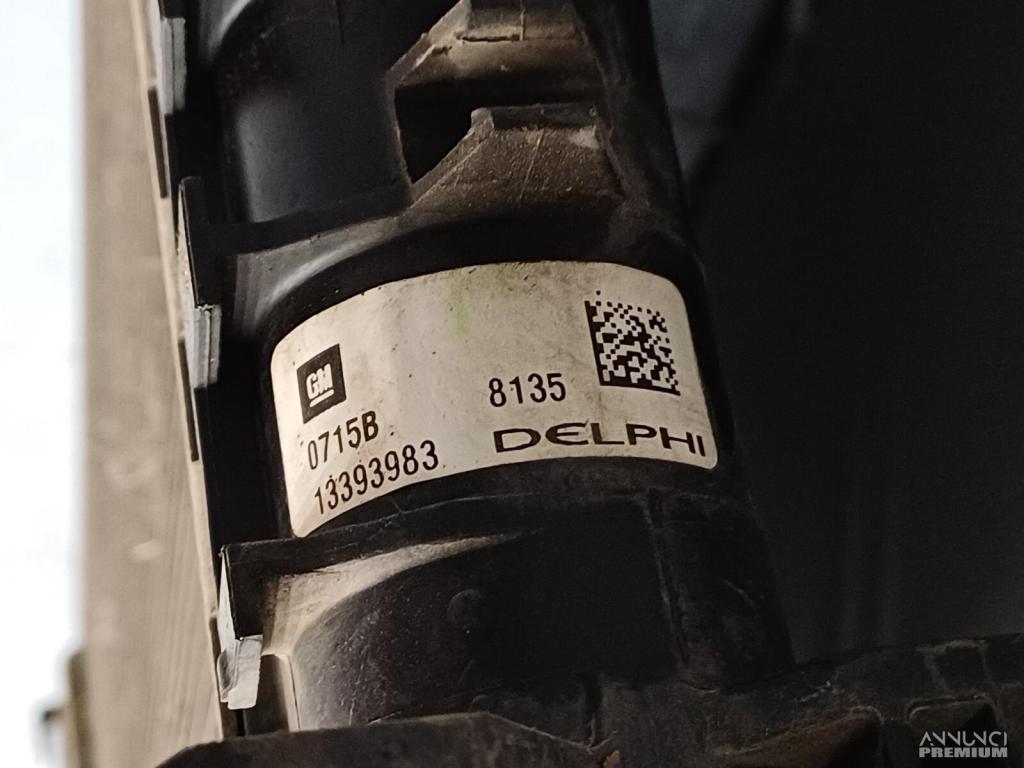 GM
0715B
13393983
8135
DELPHI
ANNUNCI
PREMIUM